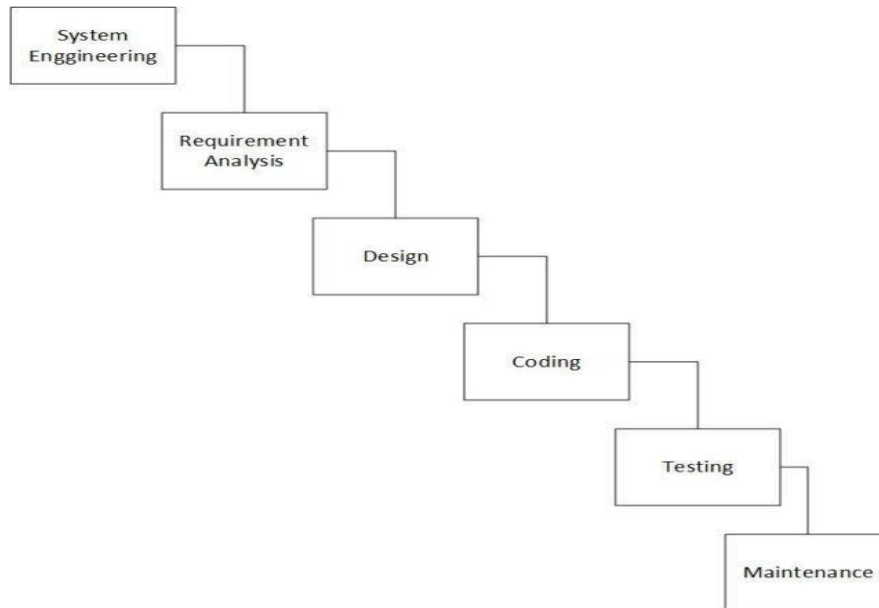 System
Enggineering
Requirement
Analysis
Design
Coding
Testing
Maintenance